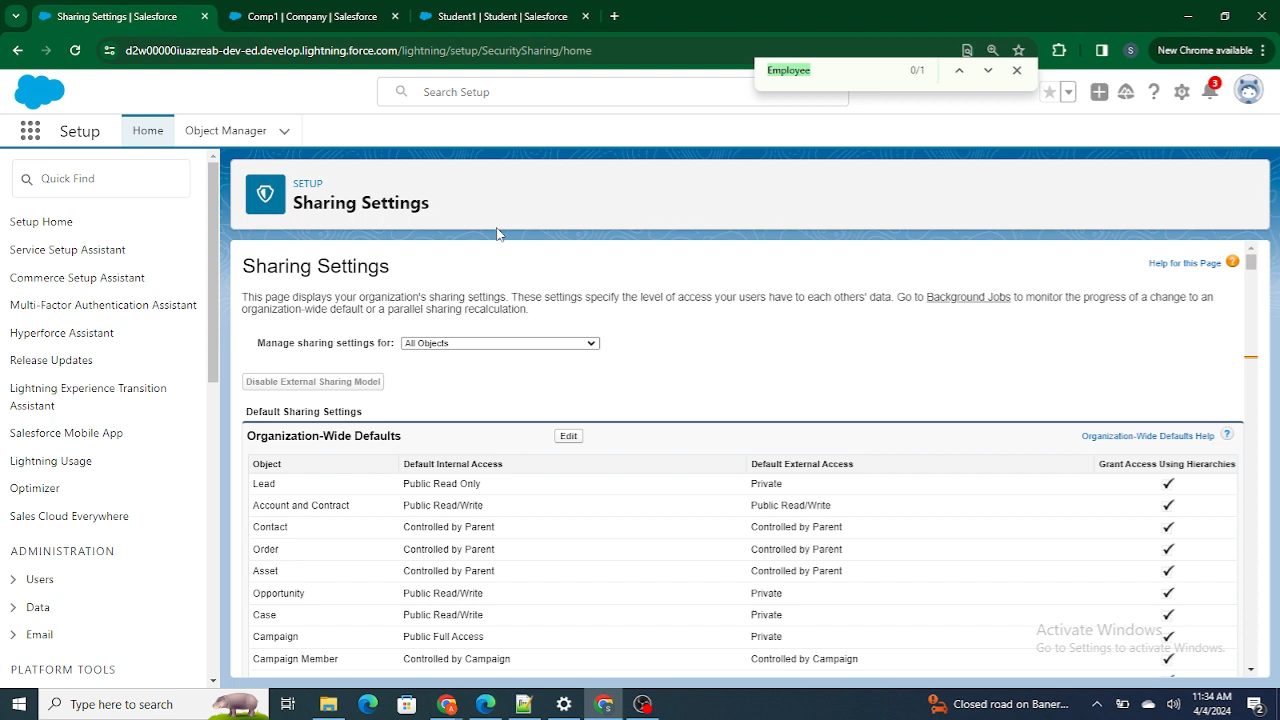 Sharing Settings | Salesforce
Comp1 | Company | Salesforce
Student1 | Student | Salesforce
d2w00000iuazreab-dev-ed.develop.lightning.force.com/lightning/setup/SecuritySharing/home
S
New Chrome available
Employee
0/1
Search Setup
3
Setup
Home
Object Manager
Quick Find
Setup Home
Service Setup Assistant
Commerce Setup Assistant
Multi-Factor Authentication Assistant
Hyperforce Assistant
Release Updates
Lightning Experience Transition
Assistant
Salesforce Mobile App
Lightning Usage
Optimizer
Sales Cloud Everywhere
ADMINISTRATION
Users
Data
Email
PLATFORM TOOLS
SETUP
Sharing Settings
Sharing Settings
Help for this Page
This page displays your organization's sharing settings. These settings specify the level of access your users have to each others' data. Go to Background Jobs to monitor the progress of a change to an
organization-wide default or a parallel sharing recalculation.
Manage sharing settings for: All Objects
Disable External Sharing Model
Default Sharing Settings
Organization-Wide Defaults Edit Organization-Wide Defaults Help ?
Object Default Internal Access Default External Access Grant Access Using Hierarchies
Lead Public Read Only Private
Account and Contract Public Read/Write Public Read/Write
Contact Controlled by Parent Controlled by Parent
Order Controlled by Parent Controlled by Parent
Asset Controlled by Parent Controlled by Parent
Opportunity Public Read/Write Private
Case Public Read/Write Private
Campaign Public Full Access Private
Campaign Member Controlled by Campaign Controlled by Campaign
Activate Windows
Go to Settings to activate Windows.
Type here to search
Closed road on Baner...
11:34 AM
4/4/2024
2